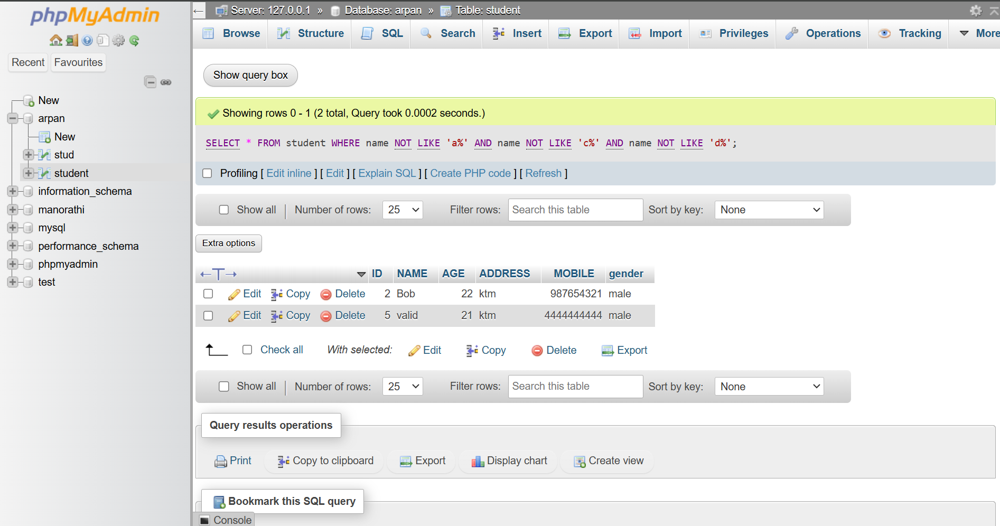 phpMyAdmin
Recent Favourites
New
arpan
New
stud
student
information_schema
manorathi
mysql
performance_schema
phpmyadmin
test
Server: 127.0.0.1 » Database: arpan » Table: student
Browse Structure SQL Search Insert Export Import Privileges Operations Tracking More
Show query box
Showing rows 0 - 1 (2 total, Query took 0.0002 seconds.)
SELECT * FROM student WHERE name NOT LIKE 'a%' AND name NOT LIKE 'c%' AND name NOT LIKE 'd%';
Profiling [ Edit inline ] [ Edit ] [ Explain SQL ] [ Create PHP code ] [ Refresh ]
Show all Number of rows: 25 Filter rows: Search this table Sort by key: None
Extra options
ID NAME AGE ADDRESS MOBILE gender
Edit Copy Delete 2 Bob 22 ktm 987654321 male
Edit Copy Delete 5 valid 21 ktm 4444444444 male
Check all With selected: Edit Copy Delete Export
Show all Number of rows: 25 Filter rows: Search this table Sort by key: None
Query results operations
Print Copy to clipboard Export Display chart Create view
Bookmark this SQL query
Console